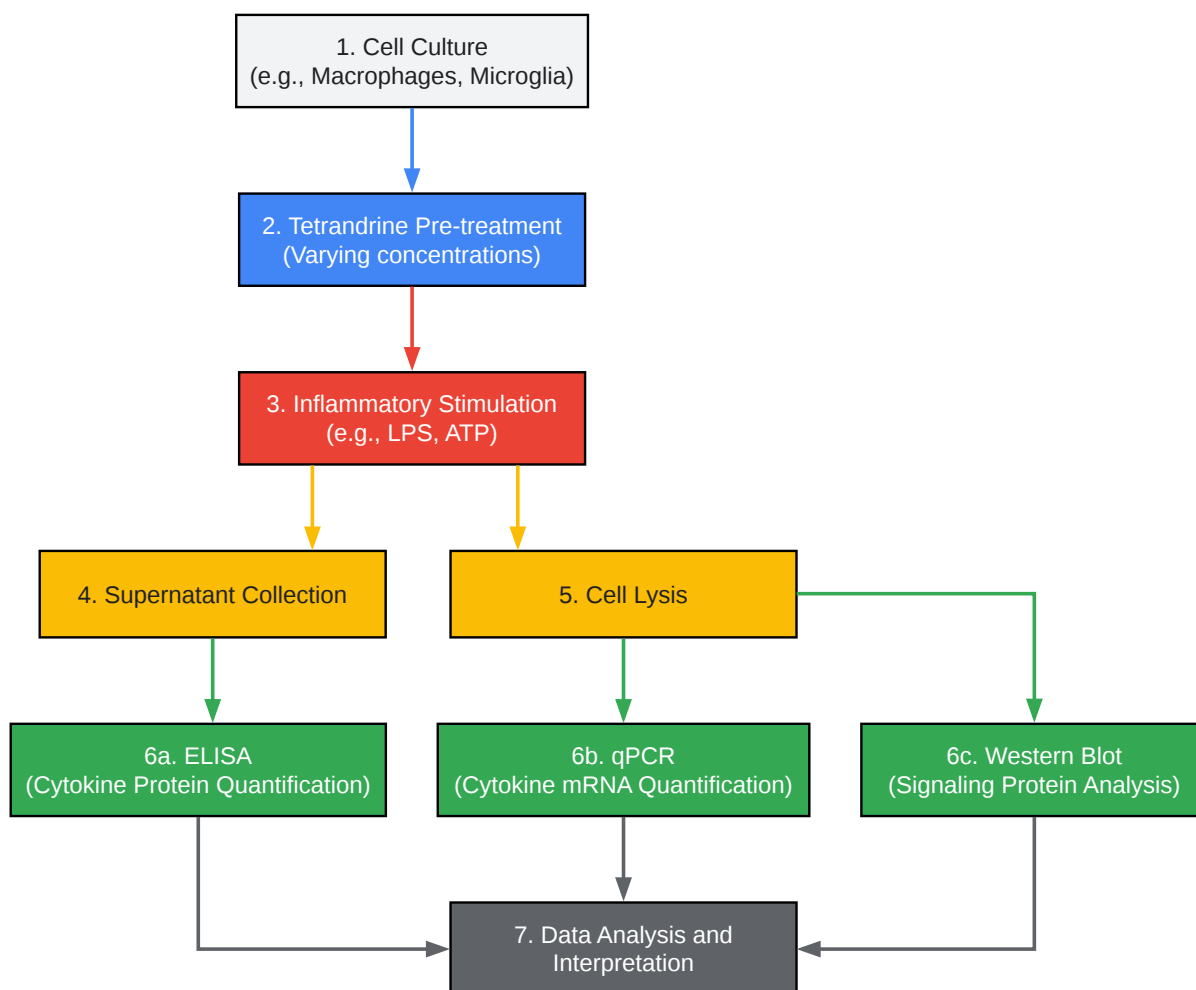 1. Cell Culture
(e.g., Macrophages, Microglia)
2. Tetrandrine Pre-treatment
(Varying concentrations)
3. Inflammatory Stimulation
(e.g., LPS, ATP)
4. Supernatant Collection
5. Cell Lysis
6a. ELISA
(Cytokine Protein Quantification)
6b. qPCR
(Cytokine mRNA Quantification)
6c. Western Blot
(Signaling Protein Analysis)
7. Data Analysis and
Interpretation